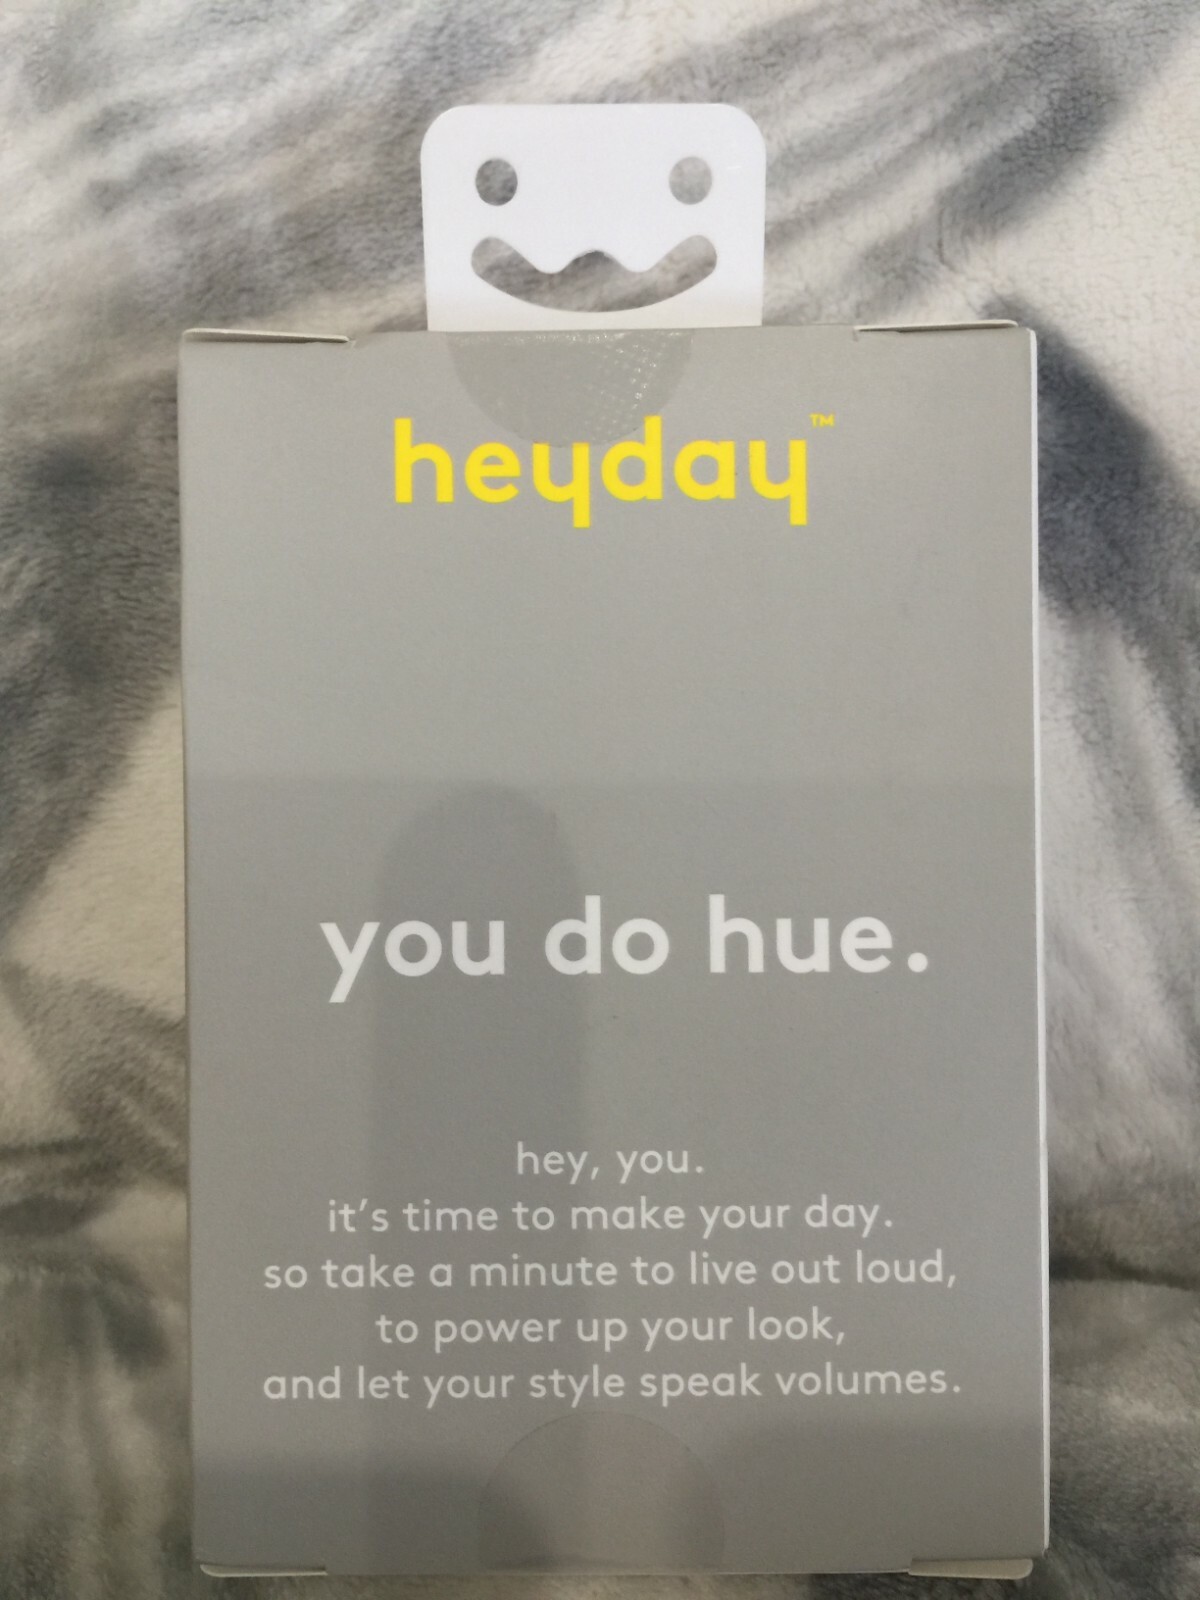 heyday™
you do hue.
hey, you.
it's time to make your day.
so take a minute to live out loud,
to power up your look,
and let your style speak volumes.